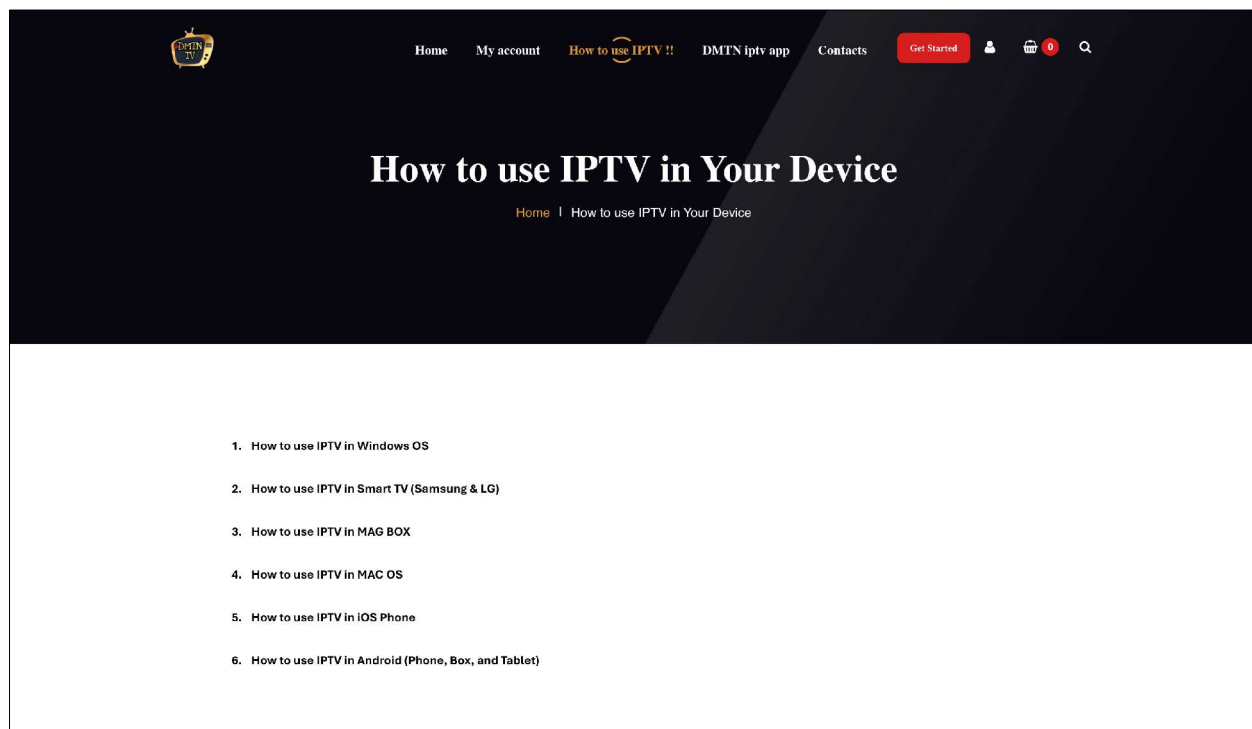 DMTN
TV
Home My account How to use IPTV !! DMTN iptv app Contacts Get Started 0
How to use IPTV in Your Device
Home | How to use IPTV in Your Device
1. How to use IPTV in Windows OS
2. How to use IPTV in Smart TV (Samsung & LG)
3. How to use IPTV in MAG BOX
4. How to use IPTV in MAC OS
5. How to use IPTV in iOS Phone
6. How to use IPTV in Android (Phone, Box, and Tablet)